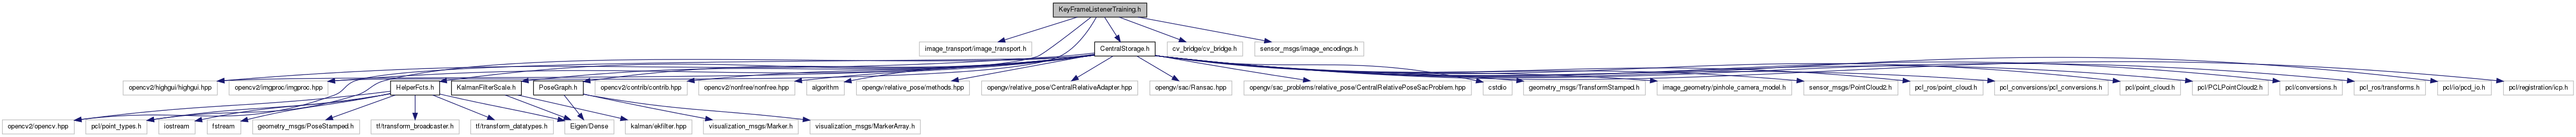 KeyFrameListenerTraining.h
image_transport/image_transport.h
CentralStorage.h
cv_bridge/cv_bridge.h
sensor_msgs/image_encodings.h
opencv2/highgui/highgui.hpp
opencv2/imgproc/imgproc.hpp
HelperFcts.h
KalmanFilterScale.h
PoseGraph.h
opencv2/contrib/contrib.hpp
opencv2/nonfree/nonfree.hpp
algorithm
opengv/relative_pose/methods.hpp
opengv/relative_pose/CentralRelativeAdapter.hpp
opengv/sac/Ransac.hpp
opengv/sac_problems/relative_pose/CentralRelativePoseSacProblem.hpp
cstdio
geometry_msgs/TransformStamped.h
image_geometry/pinhole_camera_model.h
sensor_msgs/PointCloud2.h
pcl_ros/point_cloud.h
pcl_conversions/pcl_conversions.h
pcl/point_cloud.h
pcl/PCLPointCloud2.h
pcl/conversions.h
pcl_ros/transforms.h
pcl/io/pcd_io.h
pcl/registration/icp.h
opencv2/opencv.hpp
pcl/point_types.h
iostream
fstream
geometry_msgs/PoseStamped.h
tf/transform_broadcaster.h
tf/transform_datatypes.h
Eigen/Dense
kalman/ekfilter.hpp
visualization_msgs/Marker.h
visualization_msgs/MarkerArray.h